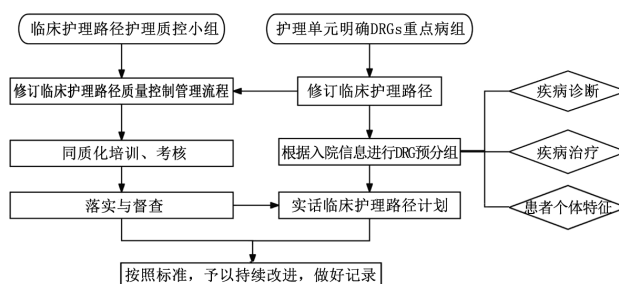 临床护理路径护理质控小组
护理单元明确DRGs重点病组
修订临床护理路径质量控制管理流程
修订临床护理路径
疾病诊断
同质化培训、考核
根据入院信息进行DRG预分组
疾病治疗
落实与督查
实话临床护理路径计划
患者个体特征
按照标准，予以持续改进，做好记录